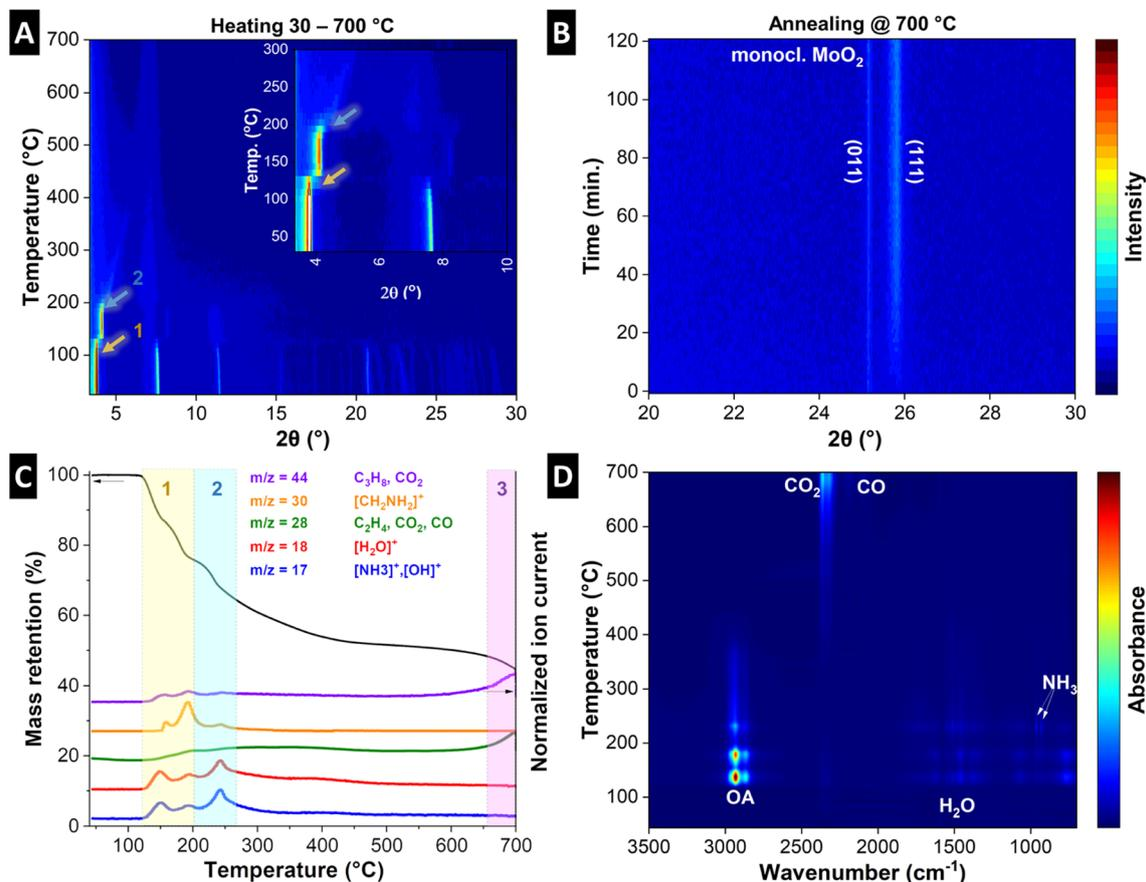 A
Heating 30 – 700 °C
Temperature (°C)
700
600
500
400
300
200
100
5
10
15
20
25
30
2θ (°)
2
1
Temp. (°C)
300
250
200
150
100
50
4
6
8
10
2θ (°)
B
Annealing @ 700 °C
monocl. MoO₂
(011)
(111)
Time (min.)
120
100
80
60
40
20
0
20
22
24
26
28
30
2θ (°)
Intensity
C
1
2
3
m/z = 44 C₃H₈, CO₂
m/z = 30 [CH₂NH₂]⁺
m/z = 28 C₂H₄, CO₂, CO
m/z = 18 [H₂O]⁺
m/z = 17 [NH3]⁺,[OH]⁺
Mass retention (%)
100
80
60
40
20
0
100
200
300
400
500
600
700
Temperature (°C)
Normalized ion current
D
CO₂
CO
NH₃
OA
H₂O
Temperature (°C)
700
600
500
400
300
200
100
3500
3000
2500
2000
1500
1000
Wavenumber (cm⁻¹)
Absorbance